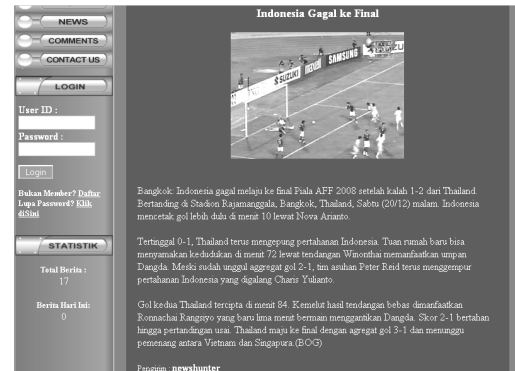 NEWS
COMMENTS
CONTACT US
LOGIN
User ID :
Password :
Login
Bukan Member? Daftar
Lupa Password? Klik
diSini
STATISTIK
Total Berita :
17
Berita Hari Ini:
0
Indonesia Gagal ke Final
SUZUKI
SAMSUNG
Bangkok: Indonesia gagal melaju ke final Piala AFF 2008 setelah kalah 1-2 dari Thailand.
Bertanding di Stadion Rajamanggala, Bangkok, Thailand, Sabtu (20/12) malam. Indonesia
mencetak gol lebih dulu di menit 10 lewat Nova Arianto.
Tertinggal 0-1, Thailand terus mengepung pertahanan Indonesia. Tuan rumah baru bisa
menyamakan kedudukan di menit 72 lewat tendangan Winonthai memanfaatkan umpan
Dangda. Meski sudah unggul aggregat gol 2-1, tim asuhan Peter Reid terus menggempur
pertahanan Indonesia yang digalang Charis Yulianto.
Gol kedua Thailand tercipta di menit 84. Kemelut hasil tendangan bebas dimanfaatkan
Ronnachai Rangsiyo yang baru lima menit bermain menggantikan Dangda. Skor 2-1 bertahan
hingga pertandingan usai. Thailand maju ke final dengan agregat gol 3-1 dan menunggu
pemenang antara Vietnam dan Singapura.(BOG)
Pengirim : newshunter